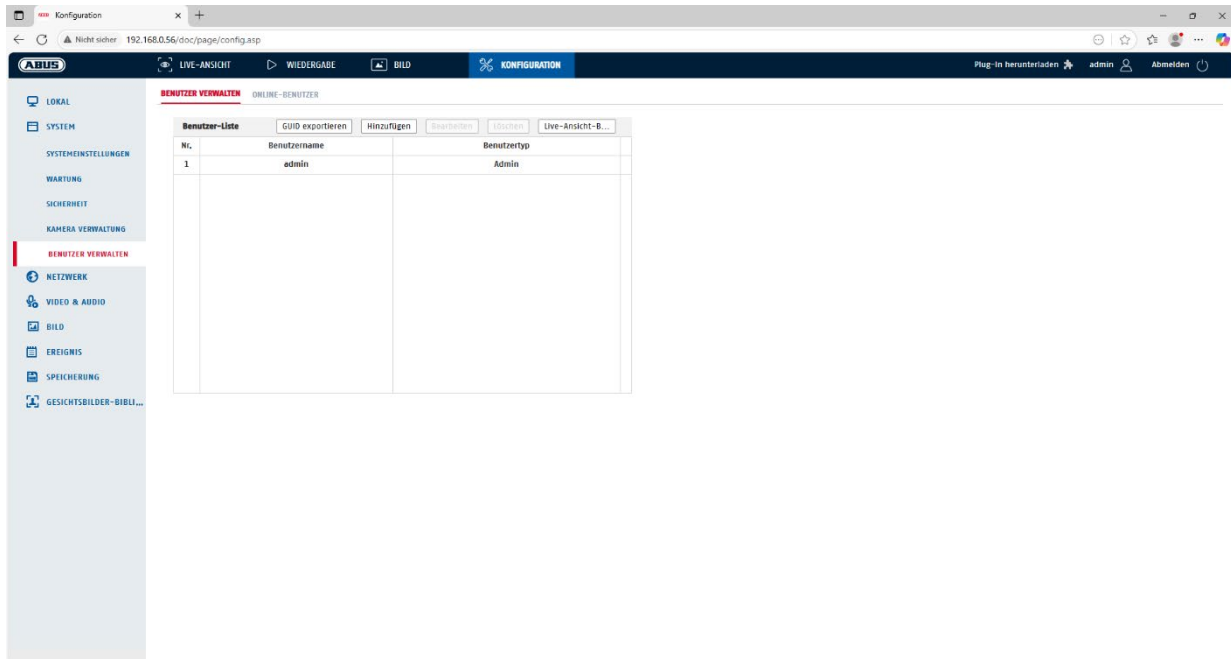 Konfiguration
Nicht sicher 192.168.0.56/doc/page/config.asp
ABUS LIVE-ANSICHT WIEDERGABE BILD KONFIGURATION Plug-in herunterladen admin Abmelden
LOKAL
SYSTEM
SYSTEMEINSTELLUNGEN
WARTUNG
SICHERHEIT
KAMERA VERWALTUNG
BENUTZER VERWALTEN
NETZWERK
VIDEO & AUDIO
BILD
EREIGNIS
SPEICHERUNG
GESICHTSBILDER-BIBLI...
BENUTZER VERWALTEN ONLINE-BENUTZER
Benutzer-Liste GUID exportieren Hinzufügen Bearbeiten Löschen Live-Ansicht-B...
Nr. Benutzername Benutzertyp
1 admin Admin